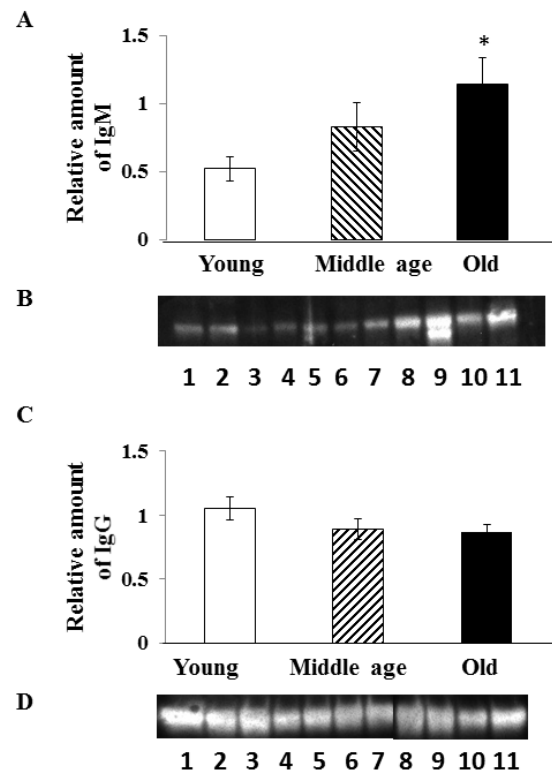 A
Relative amount
of IgM
1.5
1
0.5
0
*
Young Middle age Old
B
1 2 3 4 5 6 7 8 9 10 11
C
Relative amount
of IgG
1.5
1
0.5
0
Young Middle age Old
D
1 2 3 4 5 6 7 8 9 10 11